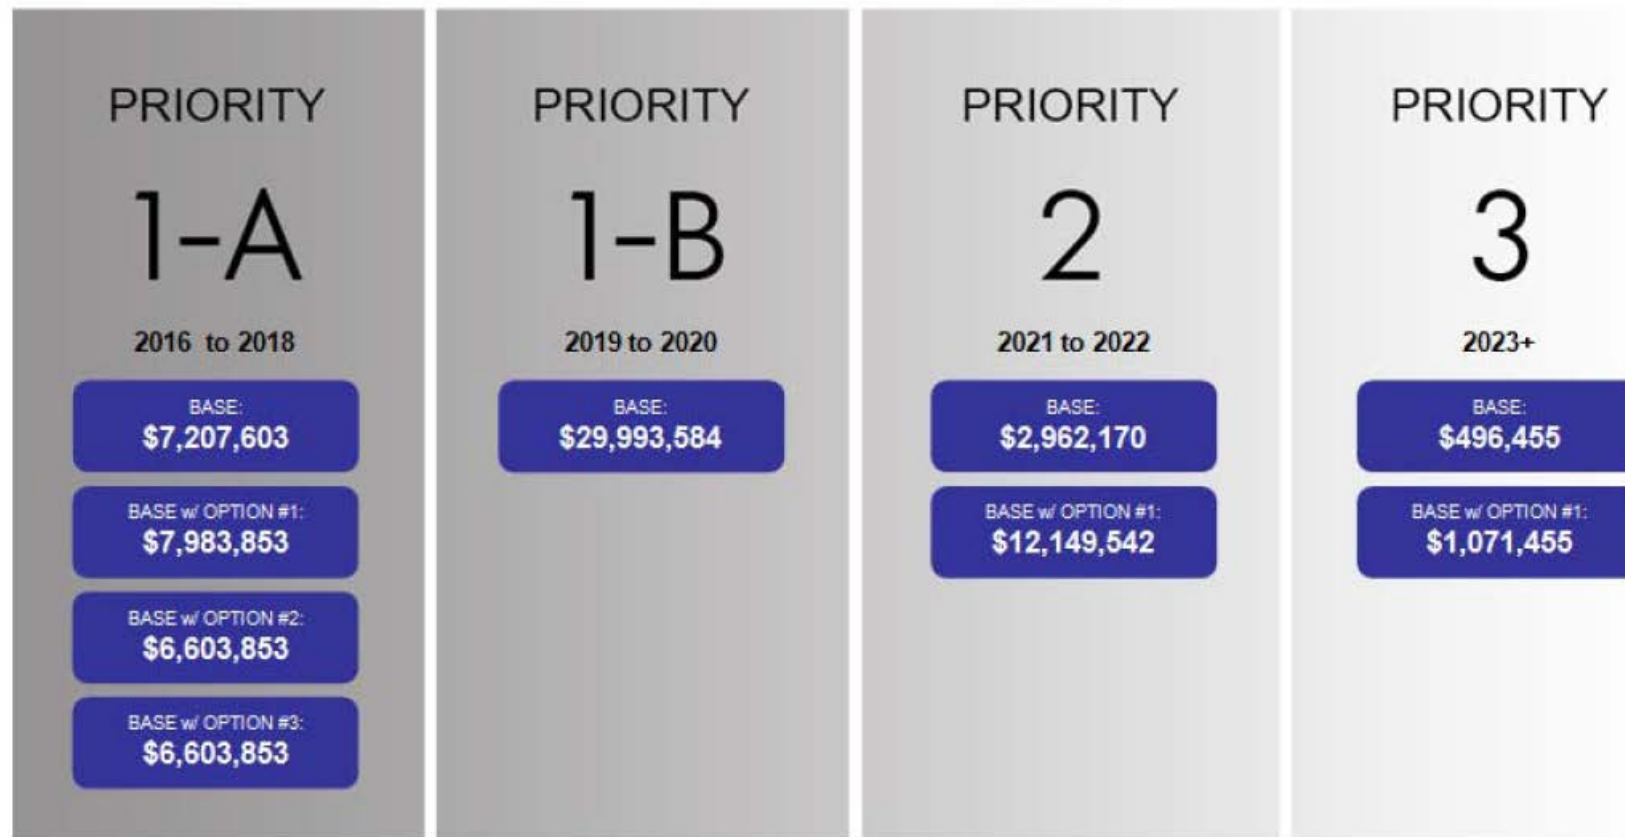 PRIORITY
1-A
2016 to 2018
BASE:
$7,207,603
BASE w/ OPTION #1:
$7,983,853
BASE w/ OPTION #2:
$6,603,853
BASE w/ OPTION #3:
$6,603,853
PRIORITY
1-B
2019 to 2020
BASE:
$29,993,584
PRIORITY
2
2021 to 2022
BASE:
$2,962,170
BASE w/ OPTION #1:
$12,149,542
PRIORITY
3
2023+
BASE:
$496,455
BASE w/ OPTION #1:
$1,071,455